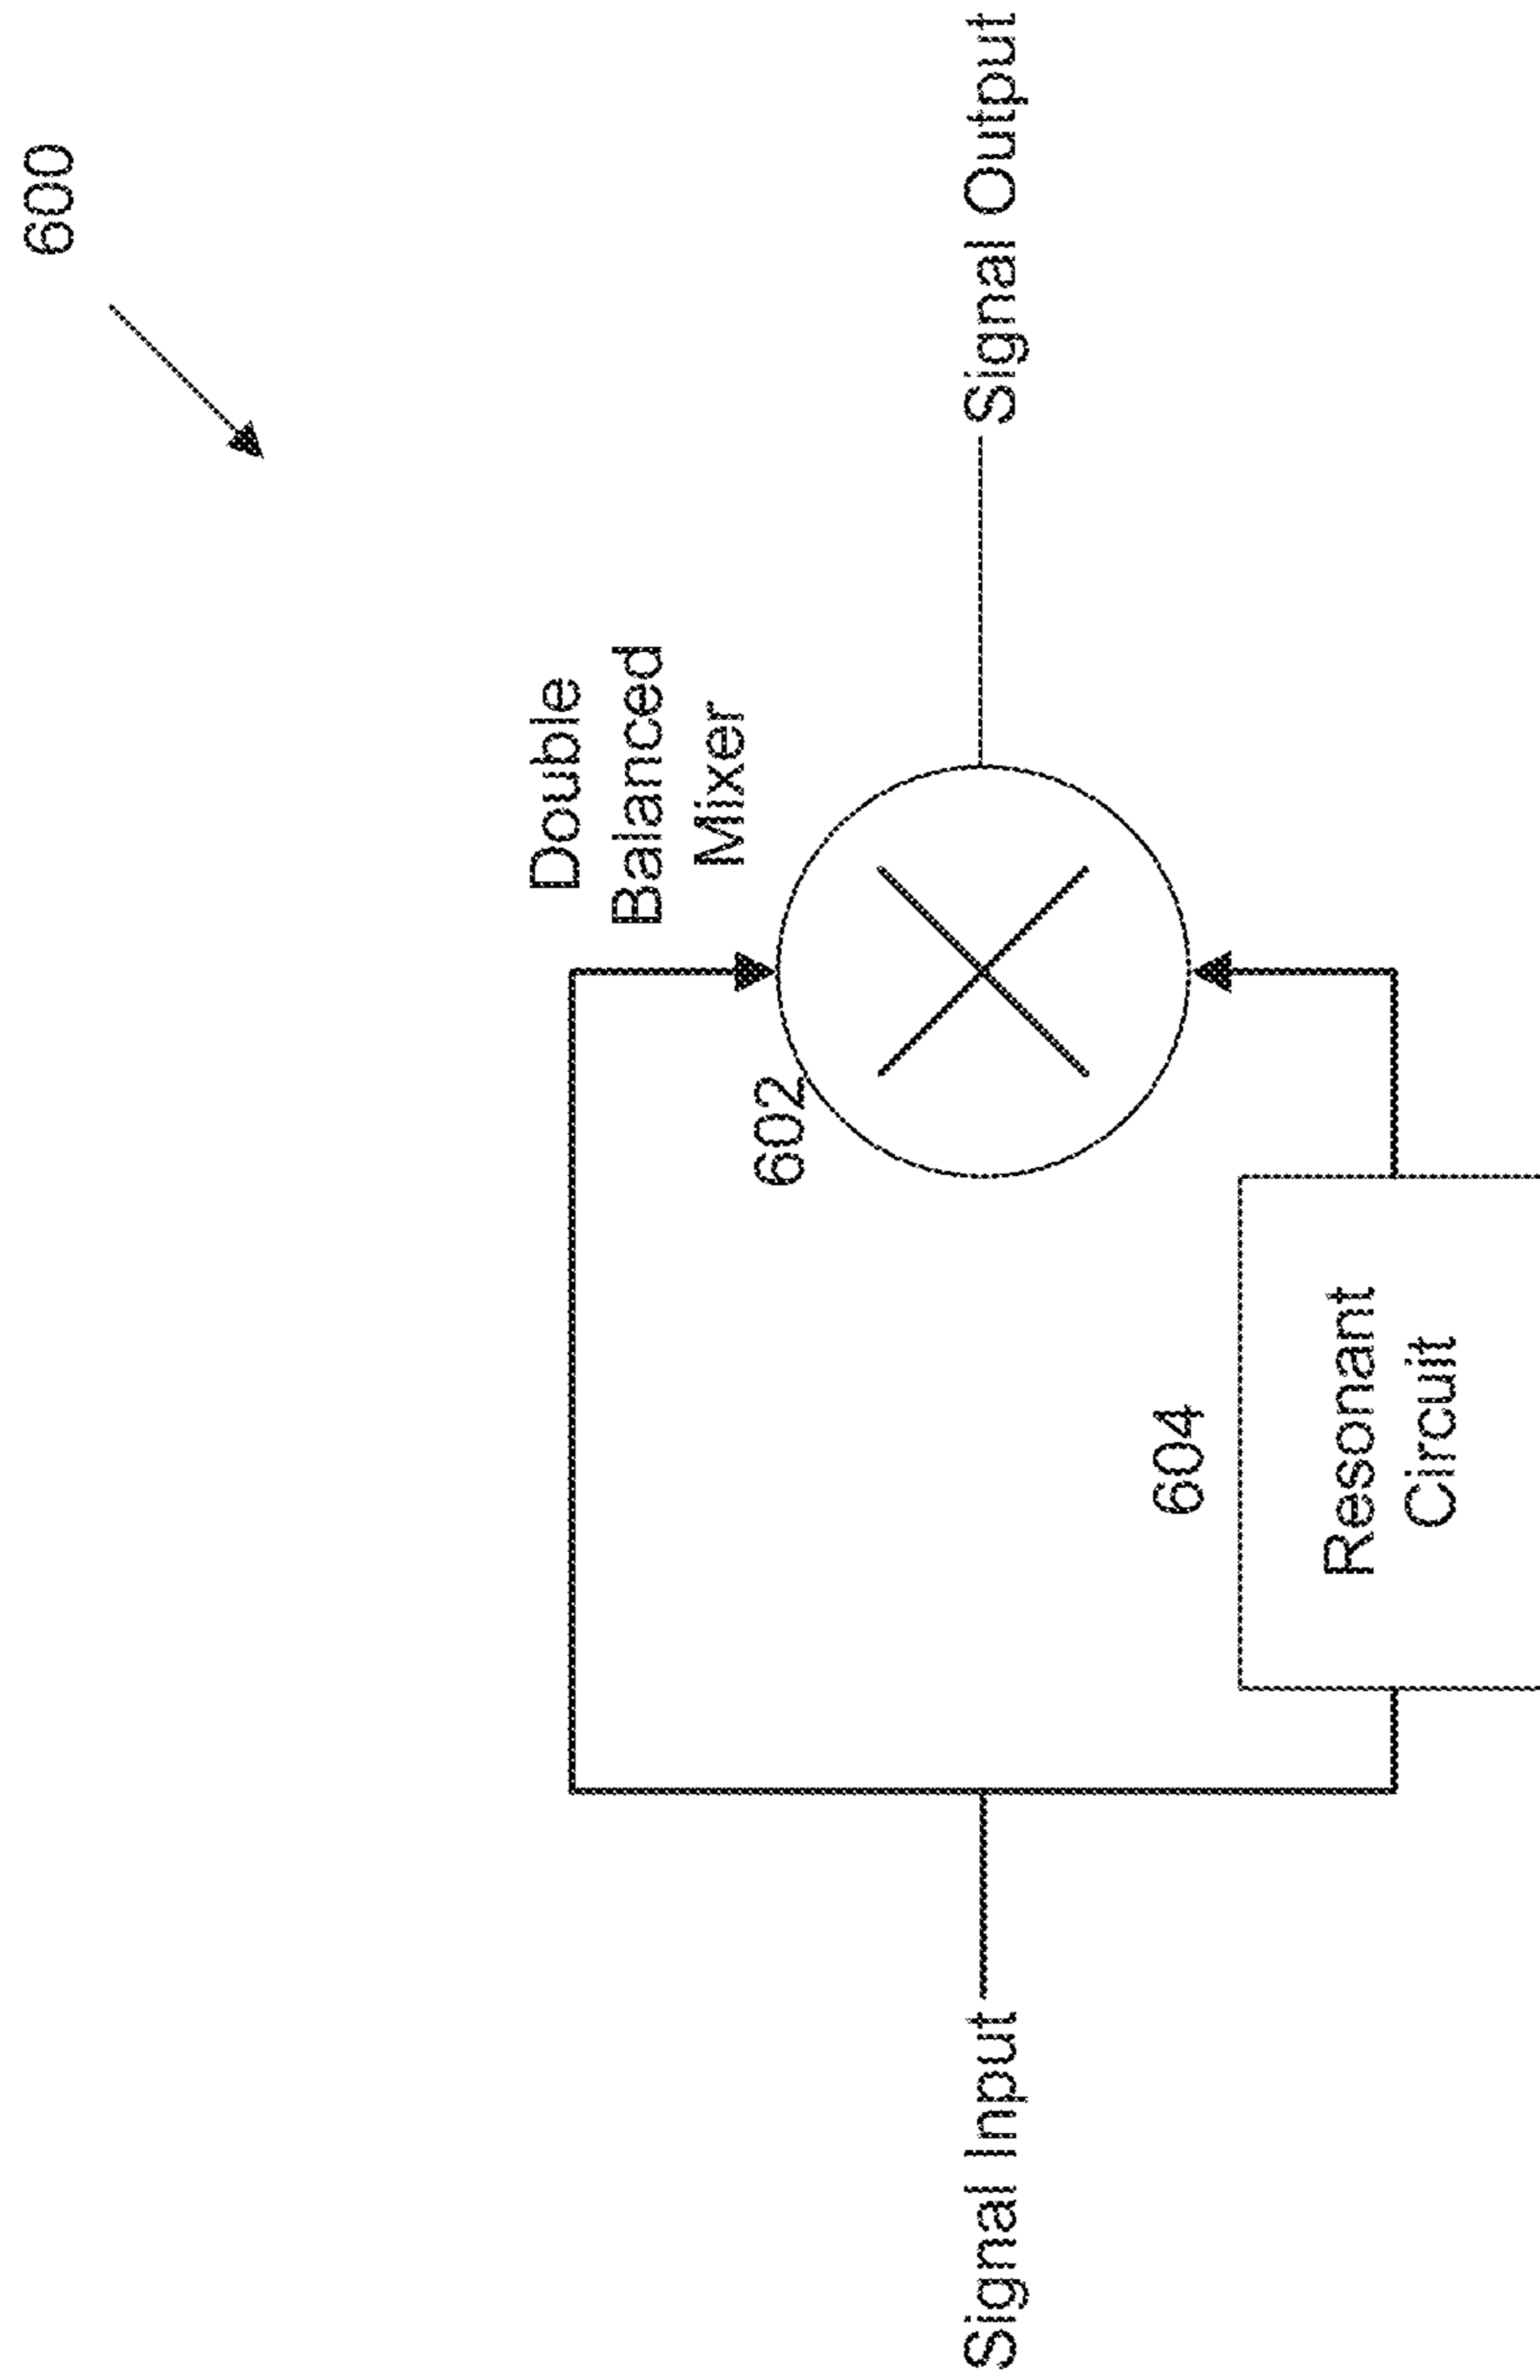 600
Double
Balanced
Mixer
602
Signal Input
Signal Output
604
Resonant
Circuit